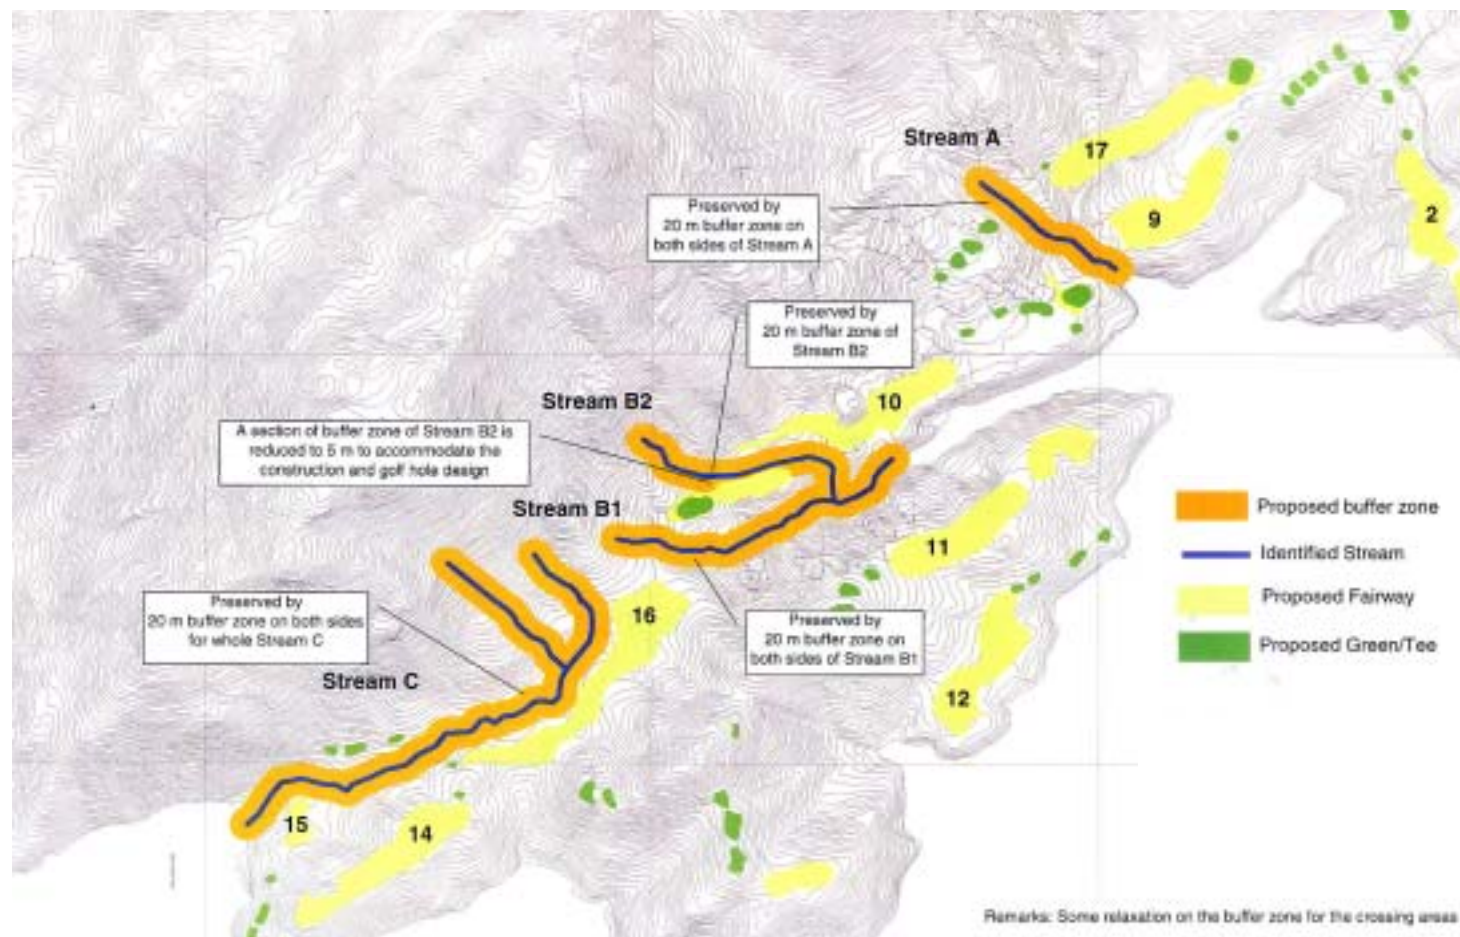 Stream A
17
9
2
Preserved by
20 m buffer zone on
both sides of Stream A
Preserved by
20 m buffer zone of
Stream B2
10
Stream B2
A section of buffer zone of Stream B2 is
reduced to 5 m to accommodate the
construction and golf hole design
Stream B1
11
Proposed buffer zone
Identified Stream
Proposed Fairway
Proposed Green/Tee
Preserved by
20 m buffer zone on both sides
for whole Stream C
16
Preserved by
20 m buffer zone on
both sides of Stream B1
Stream C
12
15
14
Remarks: Some relaxation on the buffer zone for the crossing areas